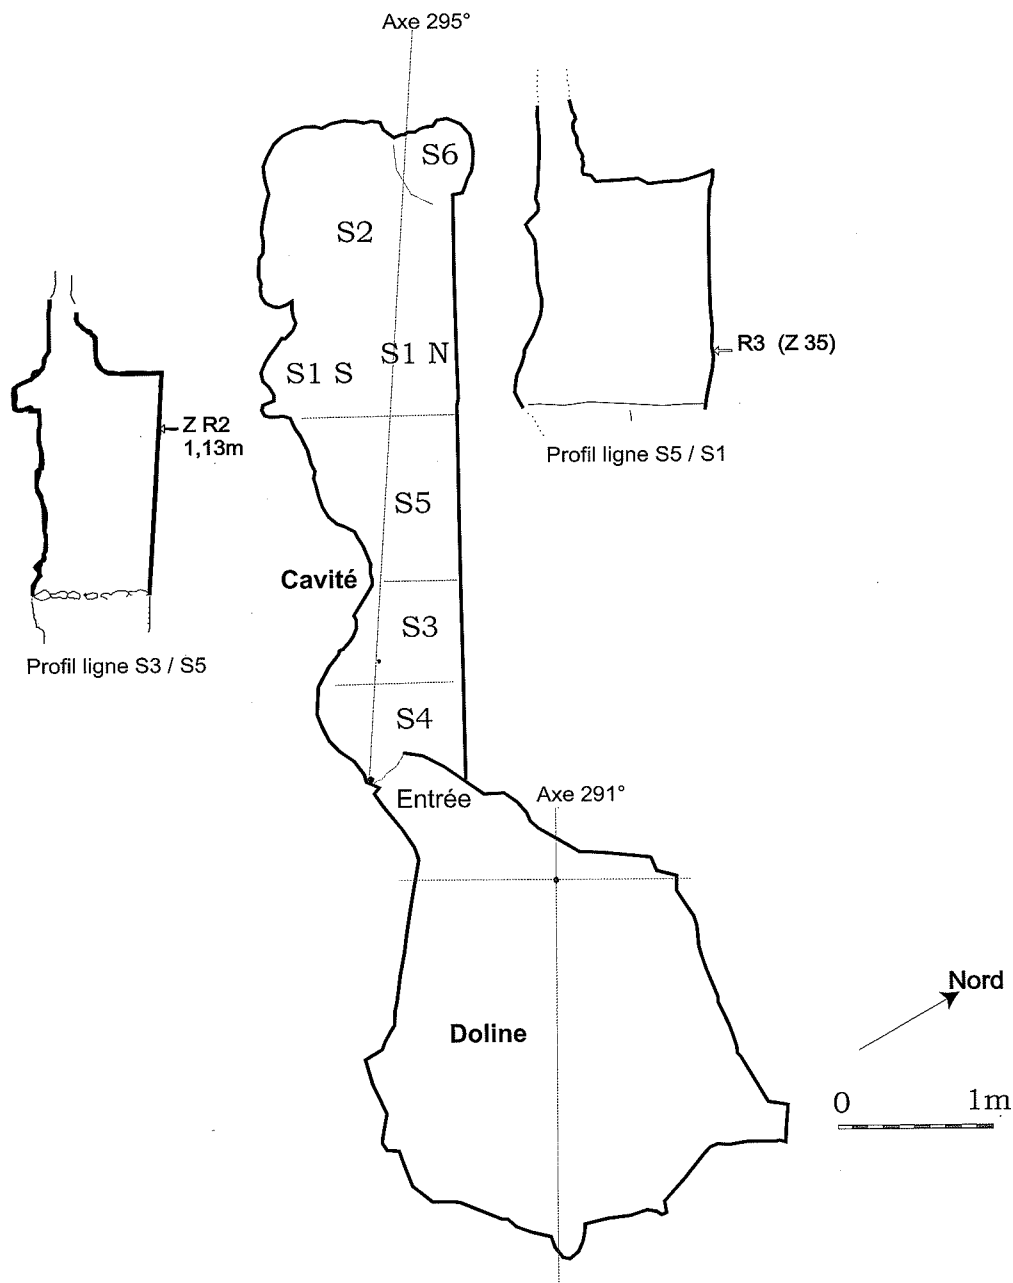 Axe 295°
S6
S2
S1 N
S1 S
R3 (Z 35)
Z R2
1,13m
Profil ligne S5 / S1
S5
Cavité
S3
Profil ligne S3 / S5
S4
Entrée
Axe 291°
Nord
Doline
0 1m